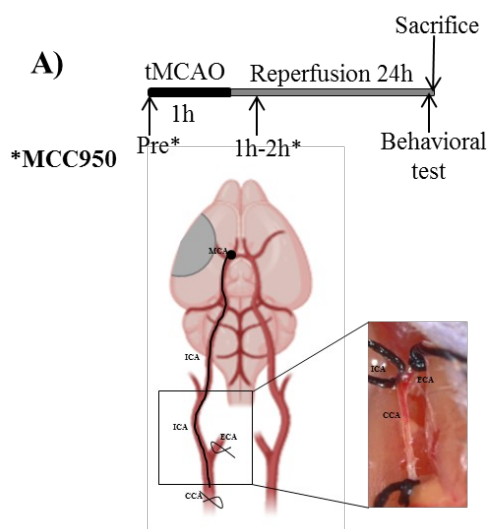 Sacrifice
A)
tMCAO
Reperfusion 24h
1h
Pre*
1h-2h*
Behavioral
test
*MCC950
MCA
ICA
ICA
ECA
CCA
ICA
ECA
CCA